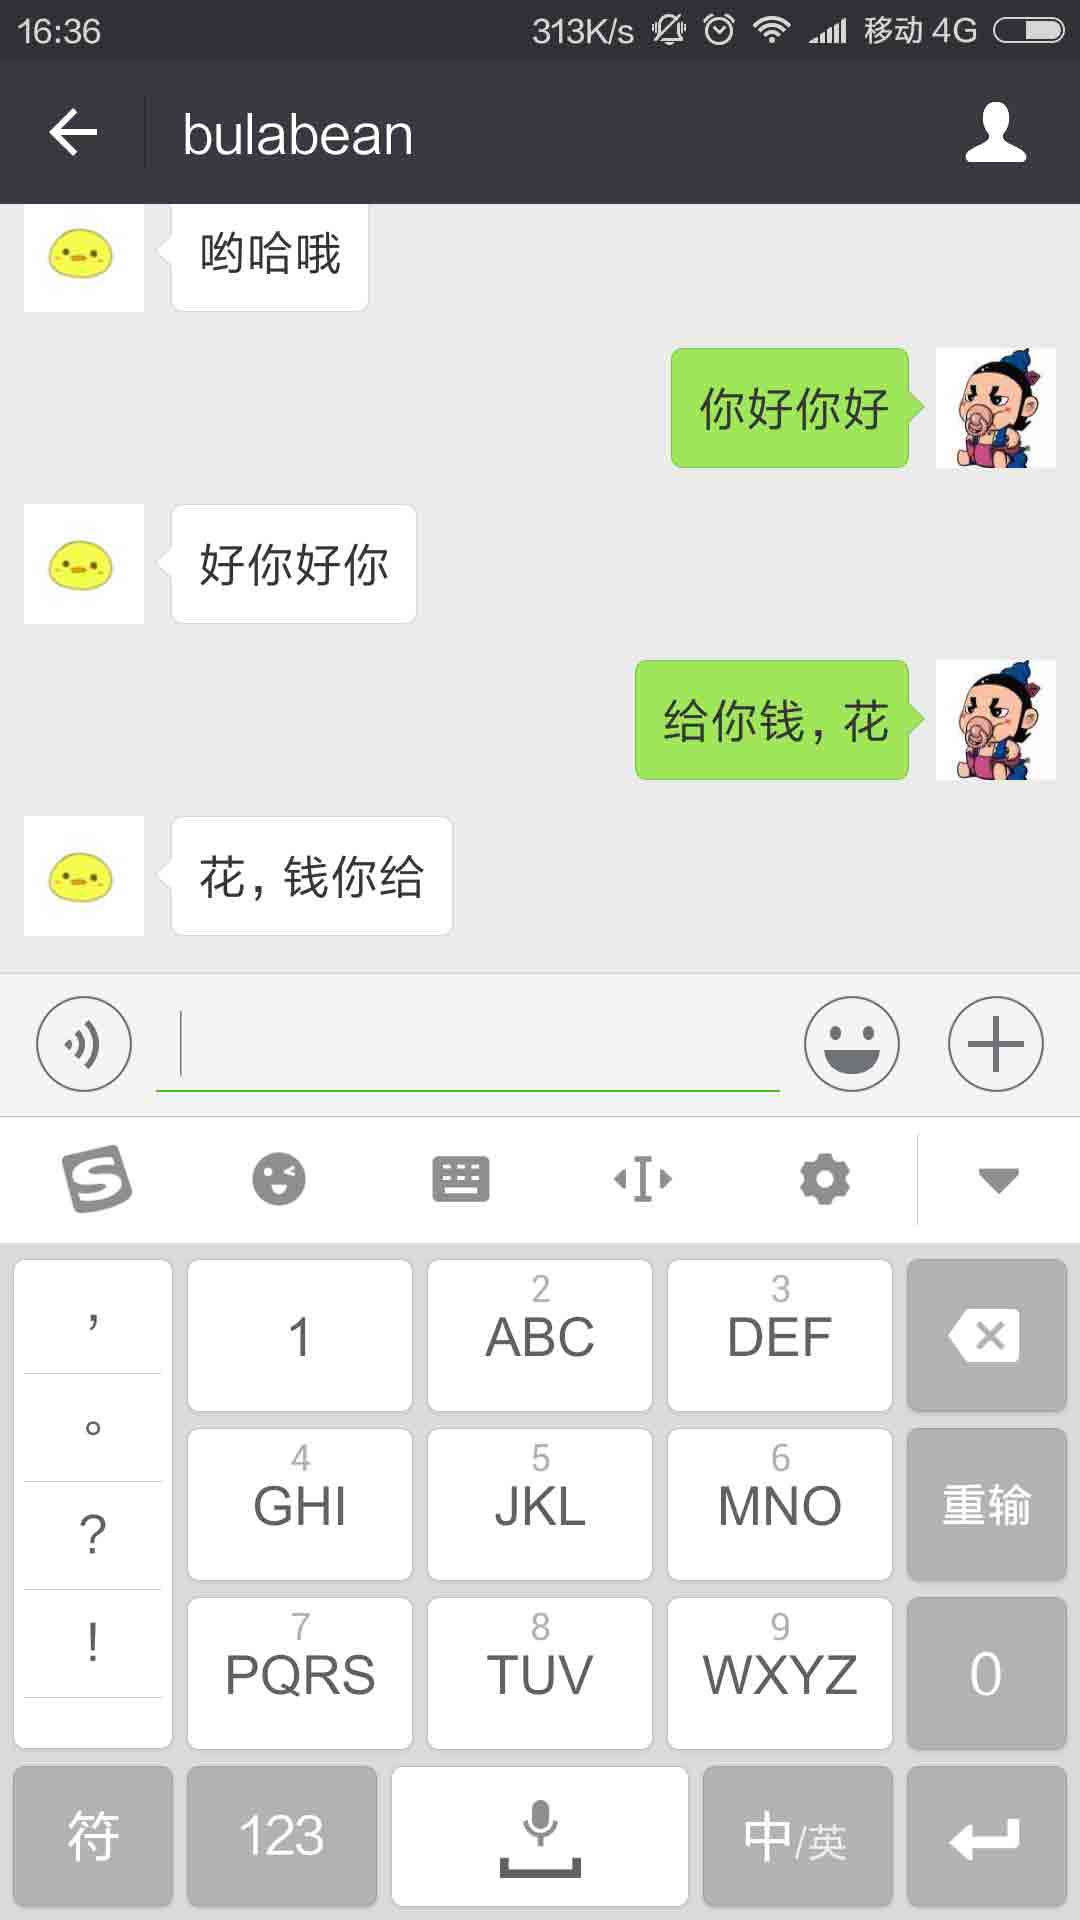 16:36 313K/s 移动 4G
bulabean
哟哈哦
你好你好
好你好你
给你钱，花
花，钱你给
，
1
2
ABC
3
DEF
。
4
GHI
5
JKL
6
MNO
重输
？
！
7
PQRS
8
TUV
9
WXYZ
0
符
123
中/英